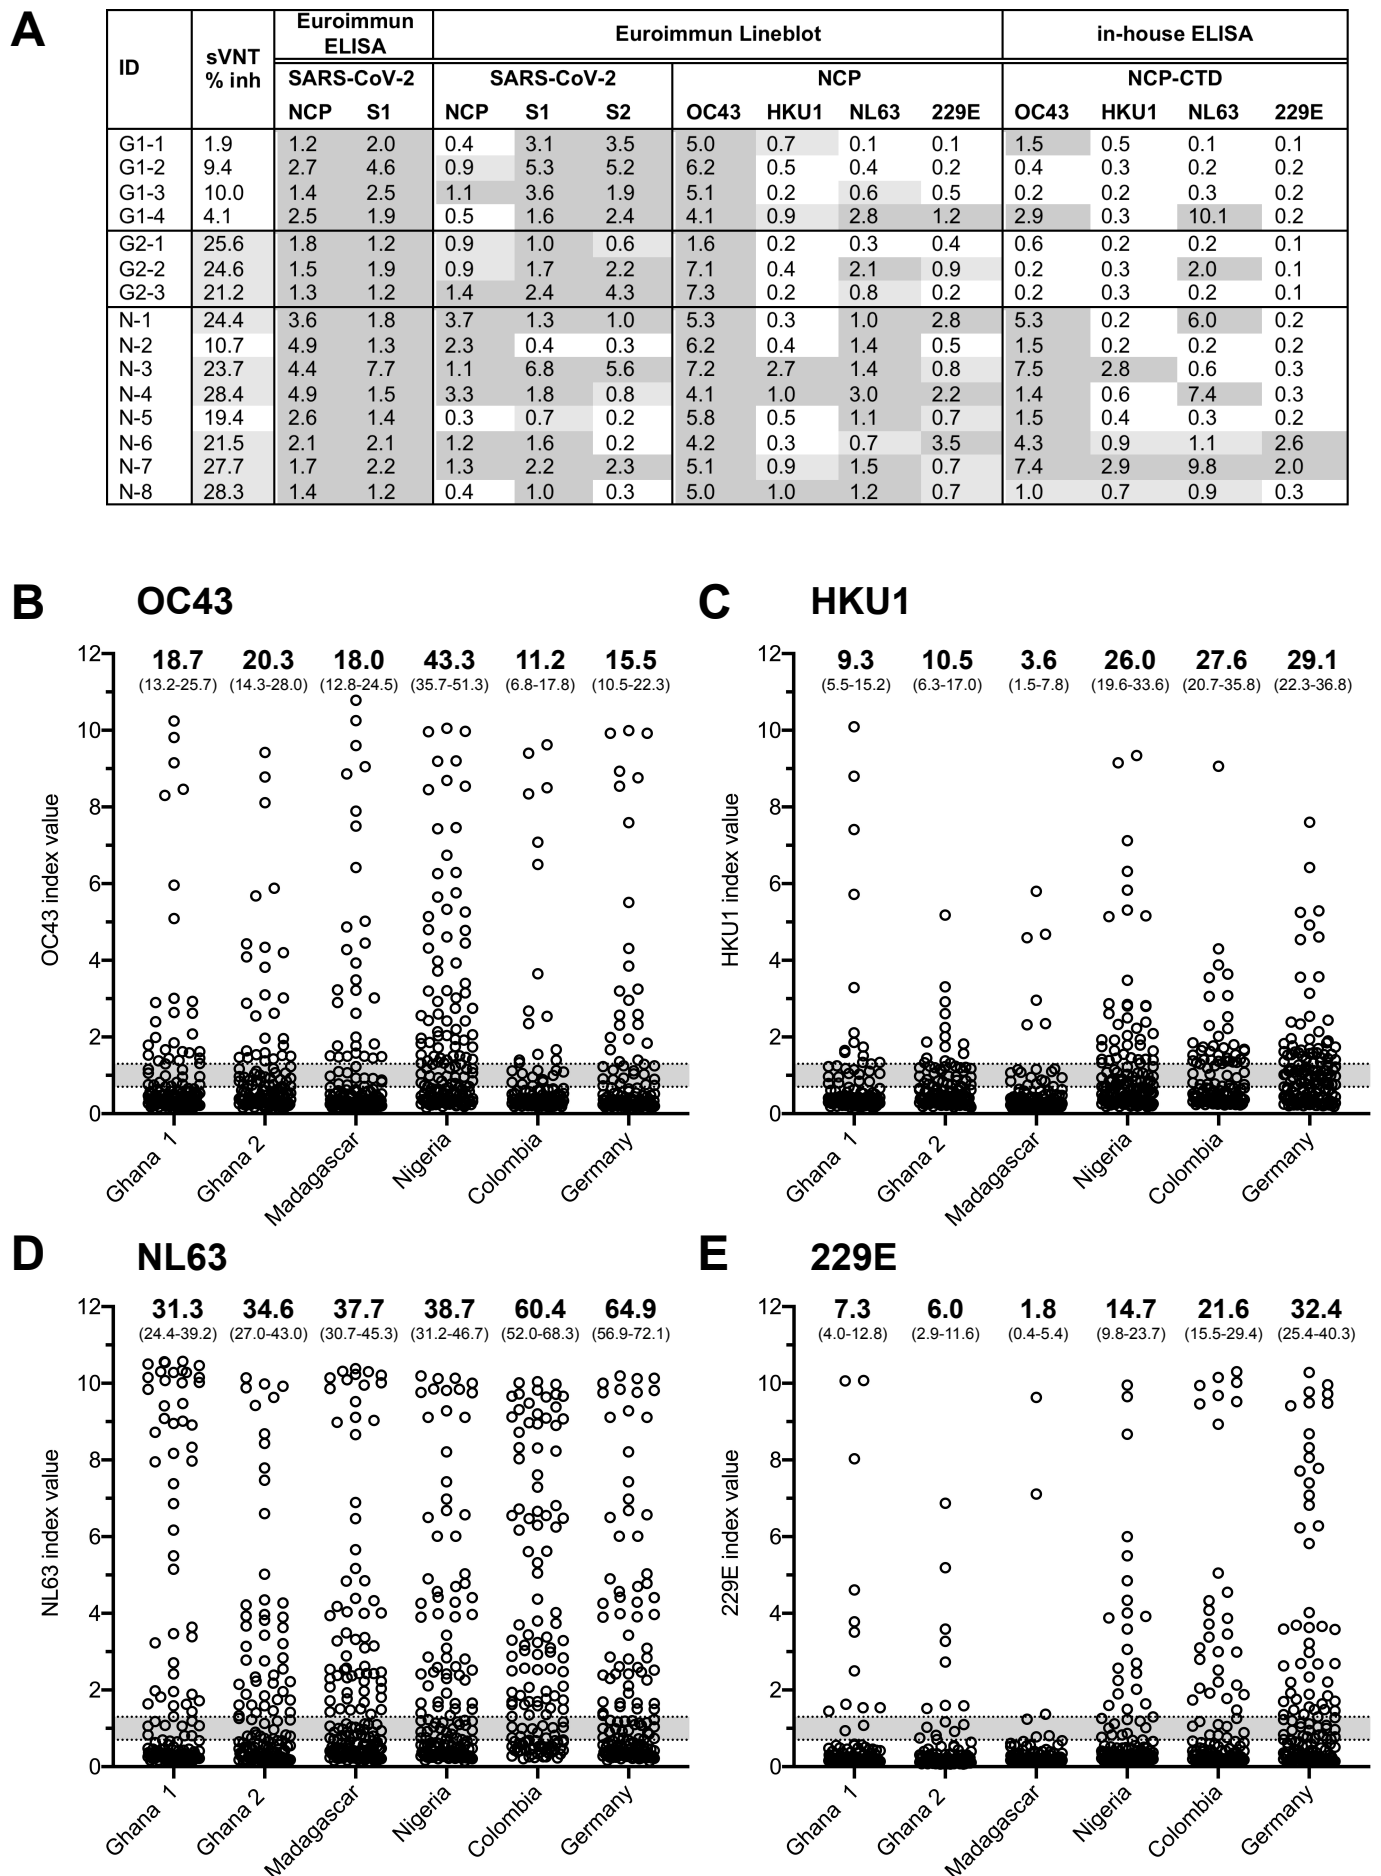 A
Euroimmun ELISA Euroimmun Lineblot in-house ELISA
ID sVNT % inh SARS-CoV-2 SARS-CoV-2 NCP NCP-CTD
NCP S1 NCP S1 S2 OC43 HKU1 NL63 229E OC43 HKU1 NL63 229E
G1-1 1.9 1.2 2.0 0.4 3.1 3.5 5.0 0.7 0.1 0.1 1.5 0.5 0.1 0.1
G1-2 9.4 2.7 4.6 0.9 5.3 5.2 6.2 0.5 0.4 0.2 0.4 0.3 0.2 0.2
G1-3 10.0 1.4 2.5 1.1 3.6 1.9 5.1 0.2 0.6 0.5 0.2 0.2 0.3 0.2
G1-4 4.1 2.5 1.9 0.5 1.6 2.4 4.1 0.9 2.8 1.2 2.9 0.3 10.1 0.2
G2-1 25.6 1.8 1.2 0.9 1.0 0.6 1.6 0.2 0.3 0.4 0.6 0.2 0.2 0.1
G2-2 24.6 1.5 1.9 0.9 1.7 2.2 7.1 0.4 2.1 0.9 0.2 0.3 2.0 0.1
G2-3 21.2 1.3 1.2 1.4 2.4 4.3 7.3 0.2 0.8 0.2 0.2 0.3 0.2 0.1
N-1 24.4 3.6 1.8 3.7 1.3 1.0 5.3 0.3 1.0 2.8 5.3 0.2 6.0 0.2
N-2 10.7 4.9 1.3 2.3 0.4 0.3 6.2 0.4 1.4 0.5 1.5 0.2 0.2 0.2
N-3 23.7 4.4 7.7 1.1 6.8 5.6 7.2 2.7 1.4 0.8 7.5 2.8 0.6 0.3
N-4 28.4 4.9 1.5 3.3 1.8 0.8 4.1 1.0 3.0 2.2 1.4 0.6 7.4 0.3
N-5 19.4 2.6 1.4 0.3 0.7 0.2 5.8 0.5 1.1 0.7 1.5 0.4 0.3 0.2
N-6 21.5 2.1 2.1 1.2 1.6 0.2 4.2 0.3 0.7 3.5 4.3 0.9 1.1 2.6
N-7 27.7 1.7 2.2 1.3 2.2 2.3 5.1 0.9 1.5 0.7 7.4 2.9 9.8 2.0
N-8 28.3 1.4 1.2 0.4 1.0 0.3 5.0 1.0 1.2 0.7 1.0 0.7 0.9 0.3
B OC43
12 18.7 20.3 18.0 43.3 11.2 15.5
(13.2-25.7) (14.3-28.0) (12.8-24.5) (35.7-51.3) (6.8-17.8) (10.5-22.3)
10
8
6
4
2
0
OC43 index value
Ghana 1 Ghana 2 Madagascar Nigeria Colombia Germany
C HKU1
12 9.3 10.5 3.6 26.0 27.6 29.1
(5.5-15.2) (6.3-17.0) (1.5-7.8) (19.6-33.6) (20.7-35.8) (22.3-36.8)
10
8
6
4
2
0
HKU1 index value
Ghana 1 Ghana 2 Madagascar Nigeria Colombia Germany
D NL63
12 31.3 34.6 37.7 38.7 60.4 64.9
(24.4-39.2) (27.0-43.0) (30.7-45.3) (31.2-46.7) (52.0-68.3) (56.9-72.1)
10
8
6
4
2
0
NL63 index value
Ghana 1 Ghana 2 Madagascar Nigeria Colombia Germany
E 229E
12 7.3 6.0 1.8 14.7 21.6 32.4
(4.0-12.8) (2.9-11.6) (0.4-5.4) (9.8-23.7) (15.5-29.4) (25.4-40.3)
10
8
6
4
2
0
229E index value
Ghana 1 Ghana 2 Madagascar Nigeria Colombia Germany